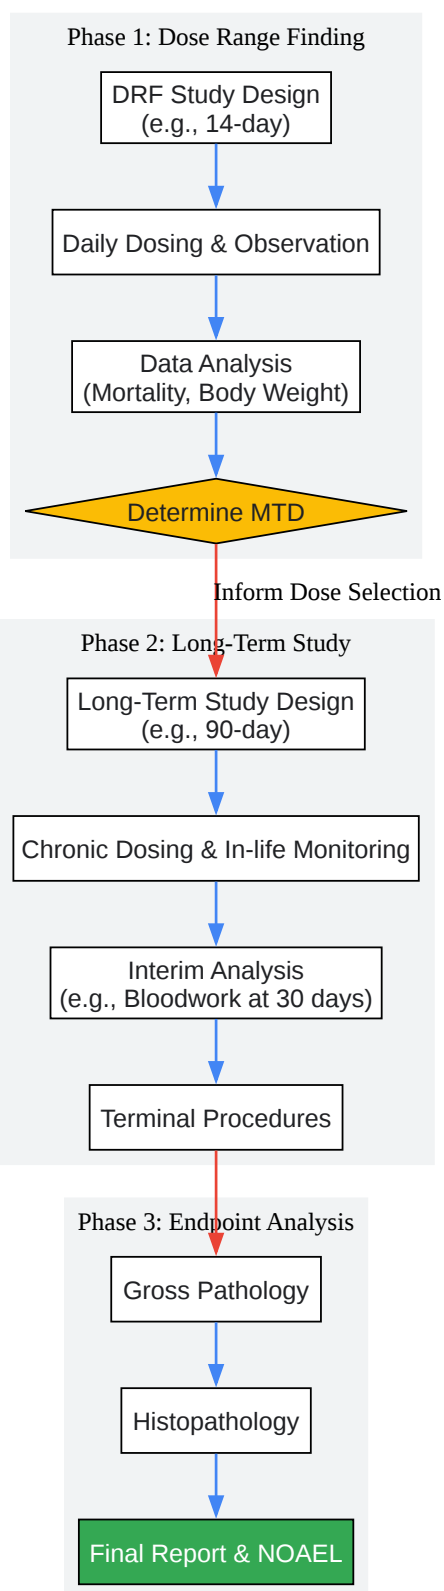 Phase 1: Dose Range Finding
DRF Study Design
(e.g., 14-day)
Daily Dosing & Observation
Data Analysis
(Mortality, Body Weight)
Determine MTD
Inform Dose Selection
Phase 2: Long-Term Study
Long-Term Study Design
(e.g., 90-day)
Chronic Dosing & In-life Monitoring
Interim Analysis
(e.g., Bloodwork at 30 days)
Terminal Procedures
Phase 3: Endpoint Analysis
Gross Pathology
Histopathology
Final Report & NOAEL